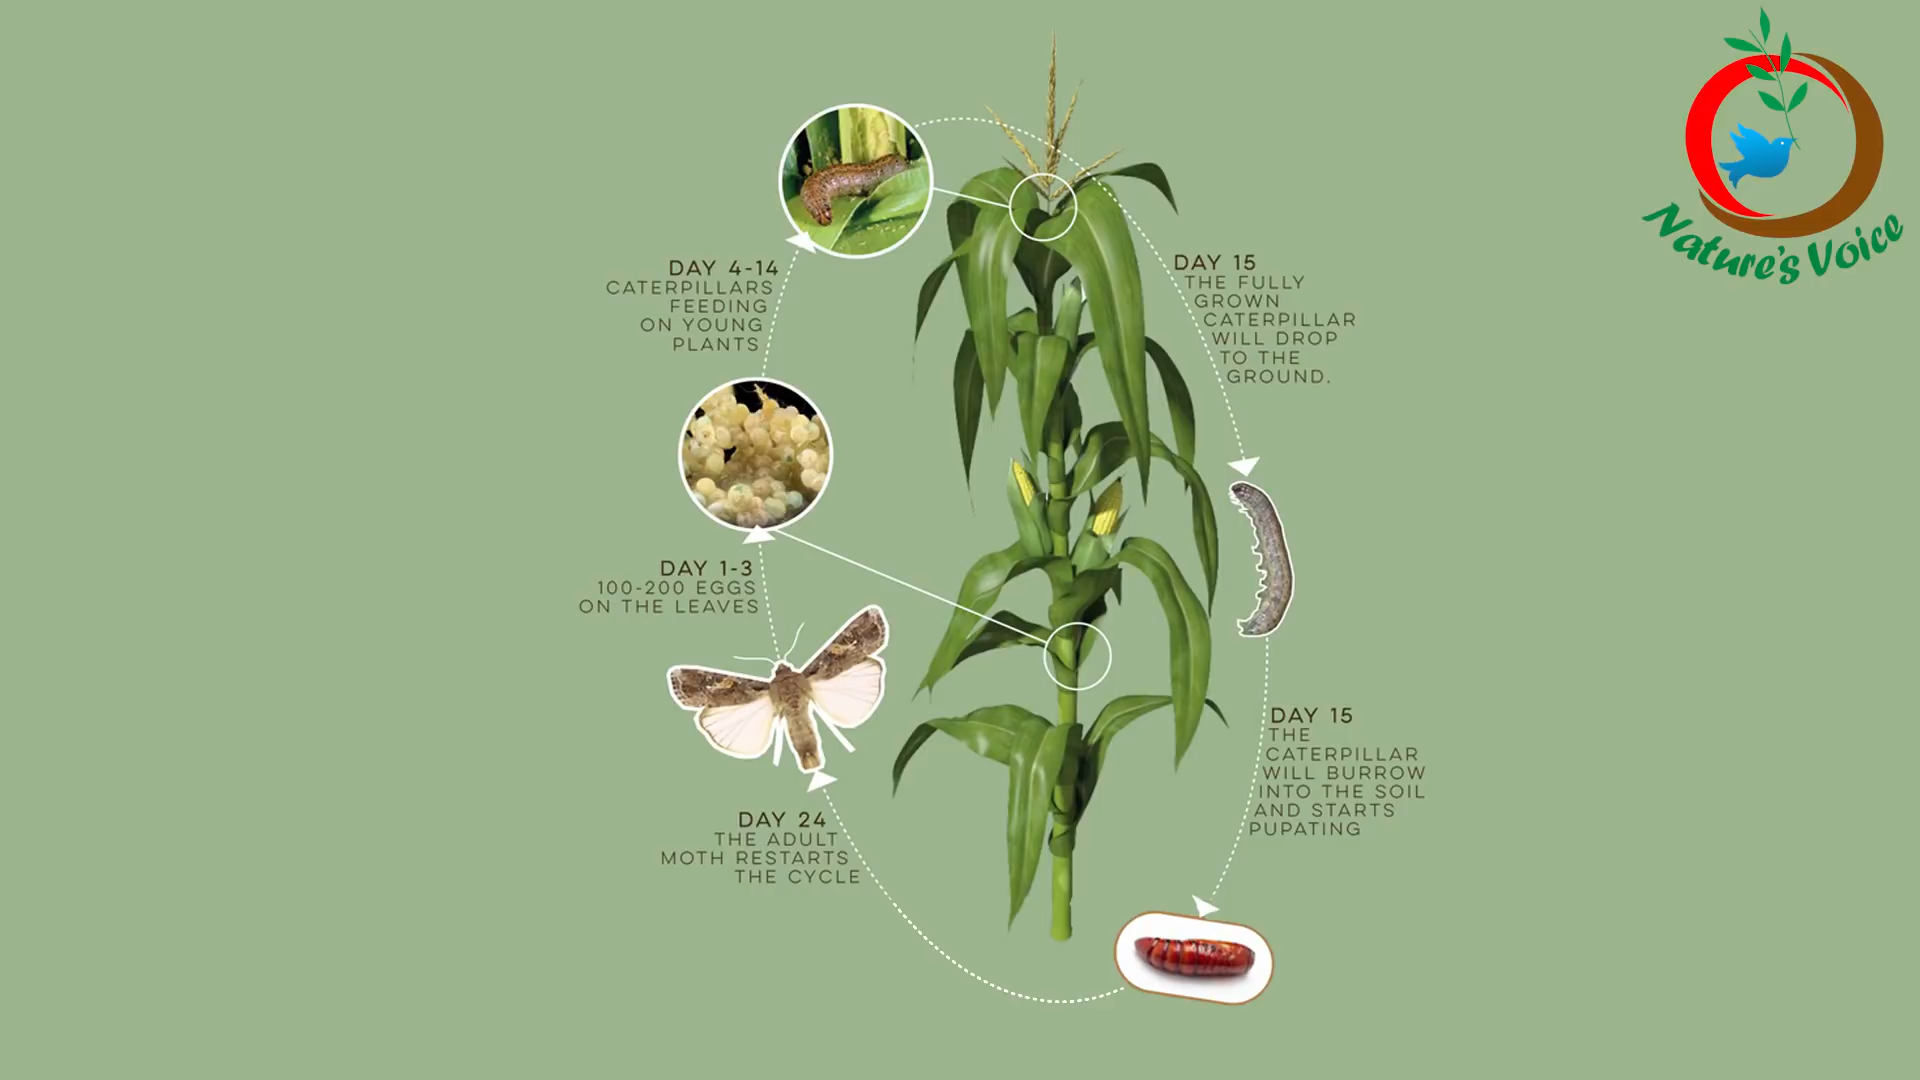 DAY 4-14
CATERPILLARS
FEEDING
ON YOUNG
PLANTS
DAY 1-3
100-200 EGGS
ON THE LEAVES
DAY 24
THE ADULT
MOTH RESTARTS
THE CYCLE
DAY 15
THE FULLY
GROWN
CATERPILLAR
WILL DROP
TO THE
GROUND.
DAY 15
THE
CATERPILLAR
WILL BURROW
INTO THE SOIL
AND STARTS
PUPATING
Nature's Voice